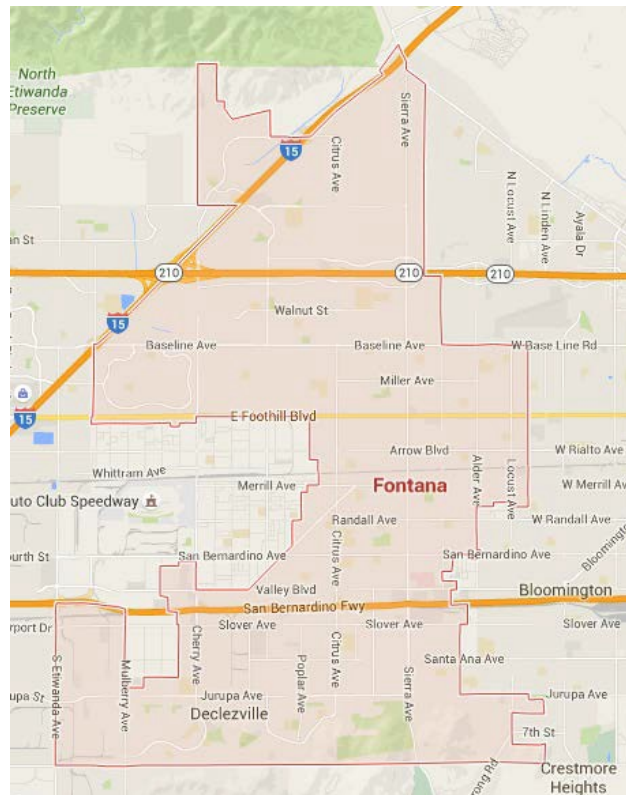 North
Etiwanda
Preserve
15
Citrus Ave
Sierra Ave
N Locust Ave
N Linden Ave
Ayala Dr
an St
210
210
210
Walnut St
15
Baseline Ave
Baseline Ave
W Base Line Rd
Miller Ave
15
E Foothill Blvd
Arrow Blvd
W Rialto Ave
Whittram Ave
Alder Ave
Locust Ave
Merrill Ave
Fontana
W Merrill Av
uto Club Speedway
Randall Ave
W Randall Ave
Citrus Ave
ourth St
San Bernardino Ave
San Bernardino Ave
Blooming
Valley Blvd
Bloomington
San Bernardino Fwy
rport Dr
Slover Ave
Slover Ave
Slover Ave
S Etiwanda Ave
Mulberry Ave
Cherry Ave
Poplar Ave
Citrus Ave
Sierra Ave
Santa Ana Ave
upa St
Jurupa Ave
Jurupa Ave
Declezville
7th St
rong Rd
Crestmore
Heights